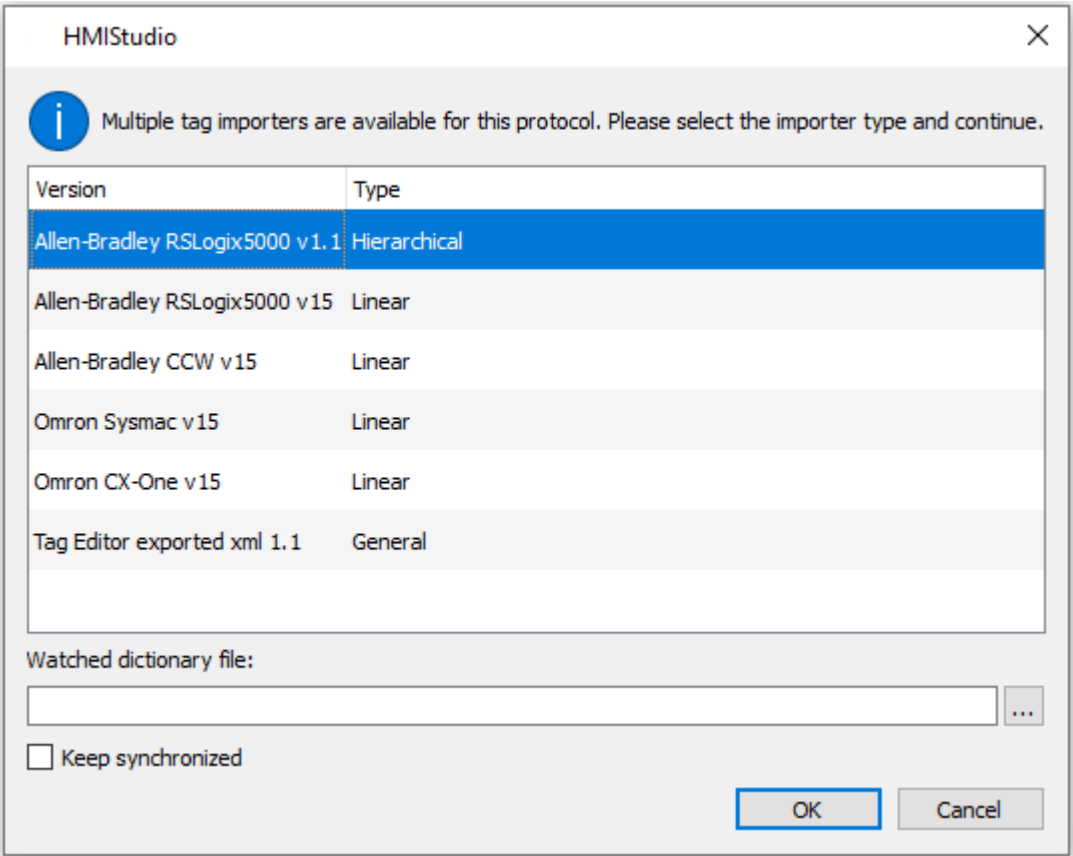 HMIStudio
i
Multiple tag importers are available for this protocol. Please select the importer type and continue.
Version Type
Allen-Bradley RSLogix5000 v1.1 Hierarchical
Allen-Bradley RSLogix5000 v15 Linear
Allen-Bradley CCW v15 Linear
Omron Sysmac v15 Linear
Omron CX-One v15 Linear
Tag Editor exported xml 1.1 General
Watched dictionary file:
...
Keep synchronized
OK Cancel